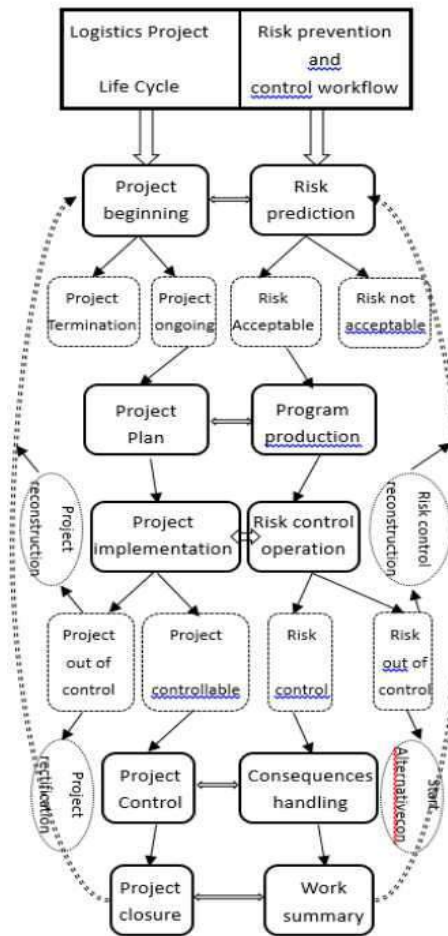 Logistics Project
Life Cycle
Risk prevention
and
control workflow
Project
beginning
Risk
prediction
Project
Termination
Project
ongoing
Risk
Acceptable
Risk not
acceptable
Project
Plan
Program
production
Project
reconstruction
Project
implementation
Risk control
operation
Risk control
reconstruction
Project
out of
control
Project
controllable
Risk
control
Risk
out of
control
Project
rectification
Project
Control
Consequences
handling
Start
Alternativecon
Project
closure
Work
summary